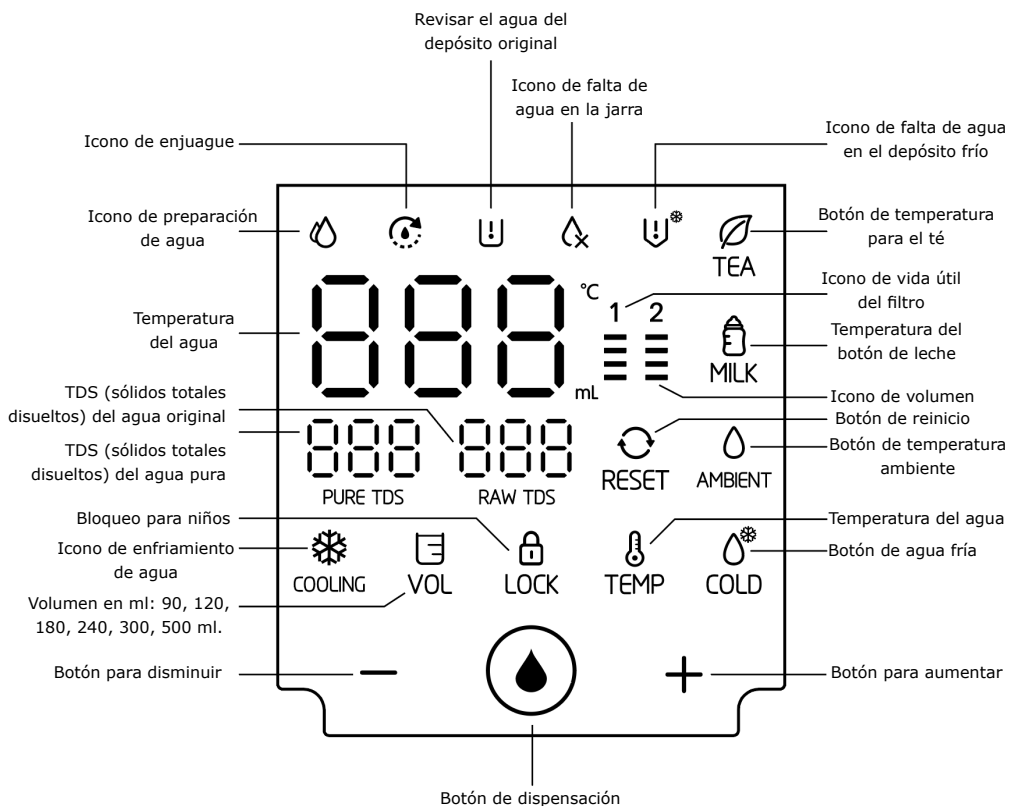 Revisar el agua del
depósito original
Icono de falta de
agua en la jarra
Icono de enjuague
Icono de falta de agua
en el depósito frío
Icono de preparación
de agua
Botón de temperatura
para el té
TEA
Icono de vida útil
del filtro
°C
1 2
888
mL
Temperatura
del agua
Temperatura del
botón de leche
MILK
TDS (sólidos totales
disueltos) del agua original
Icono de volumen
Botón de reinicio
TDS (sólidos totales
disueltos) del agua pura
888
PURE TDS
888
RAW TDS
RESET
AMBIENT
Botón de temperatura
ambiente
Bloqueo para niños
Temperatura del agua
Icono de enfriamiento
de agua
COOLING
VOL
LOCK
TEMP
COLD
Botón de agua fría
Volumen en ml: 90, 120,
180, 240, 300, 500 ml.
Botón para disminuir
−
+
Botón para aumentar
Botón de dispensación